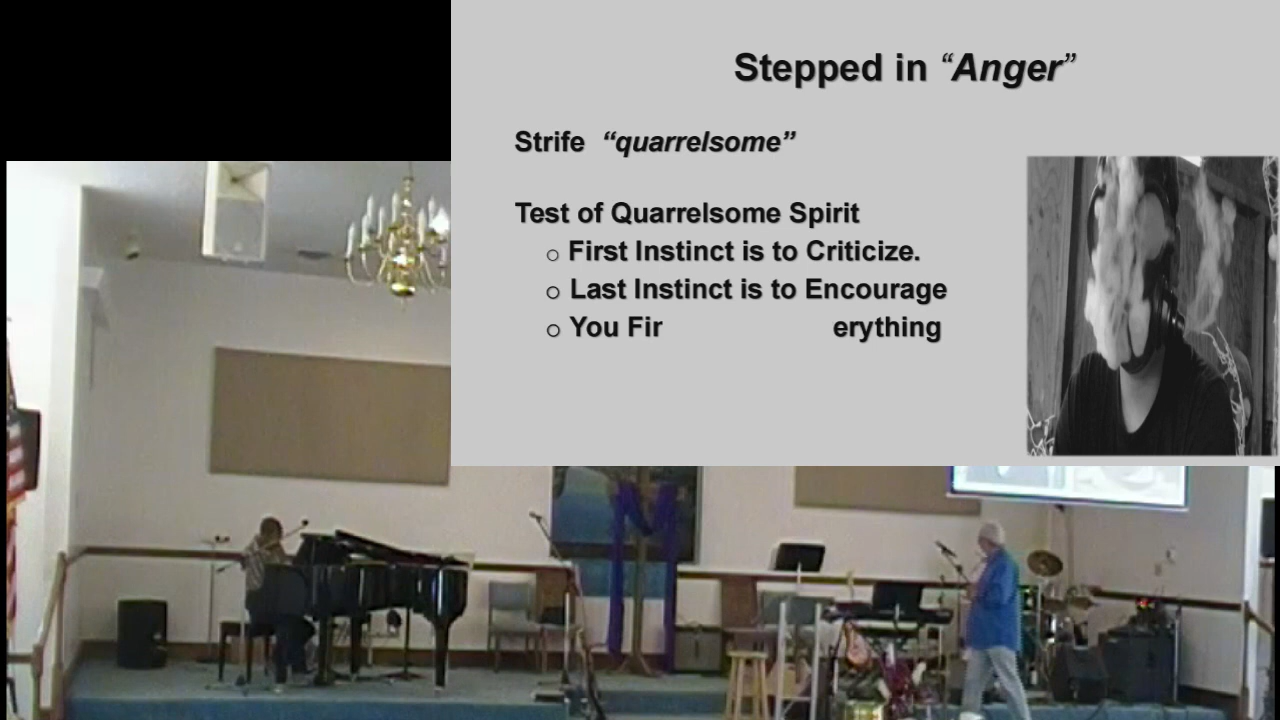 Stepped in “Anger”
Strife “quarrelsome”
Test of Quarrelsome Spirit
o First Instinct is to Criticize.
o Last Instinct is to Encourage
o You Fir erything